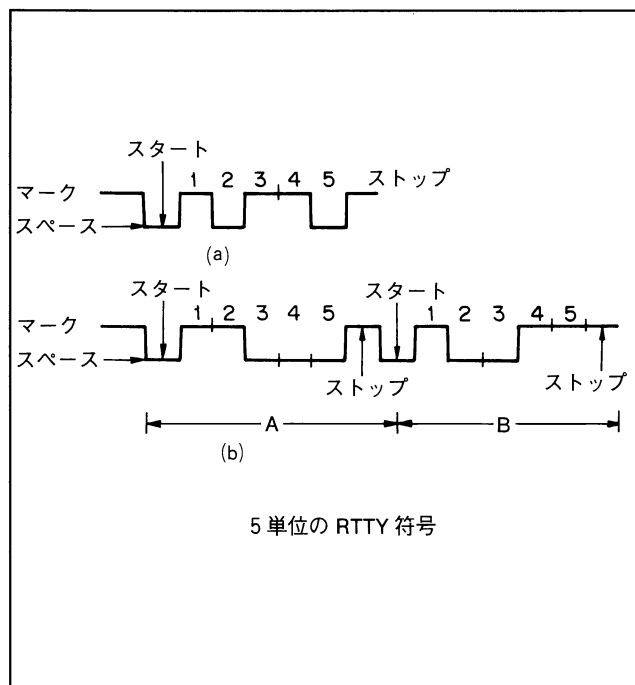 スタート
1 2 3 4 5 ストップ
マーク
スペース
(a)
スタート スタート
1 2 3 4 5 1 2 3 4 5
マーク
スペース
ストップ ストップ
A B
(b)
5単位の RTTY 符号